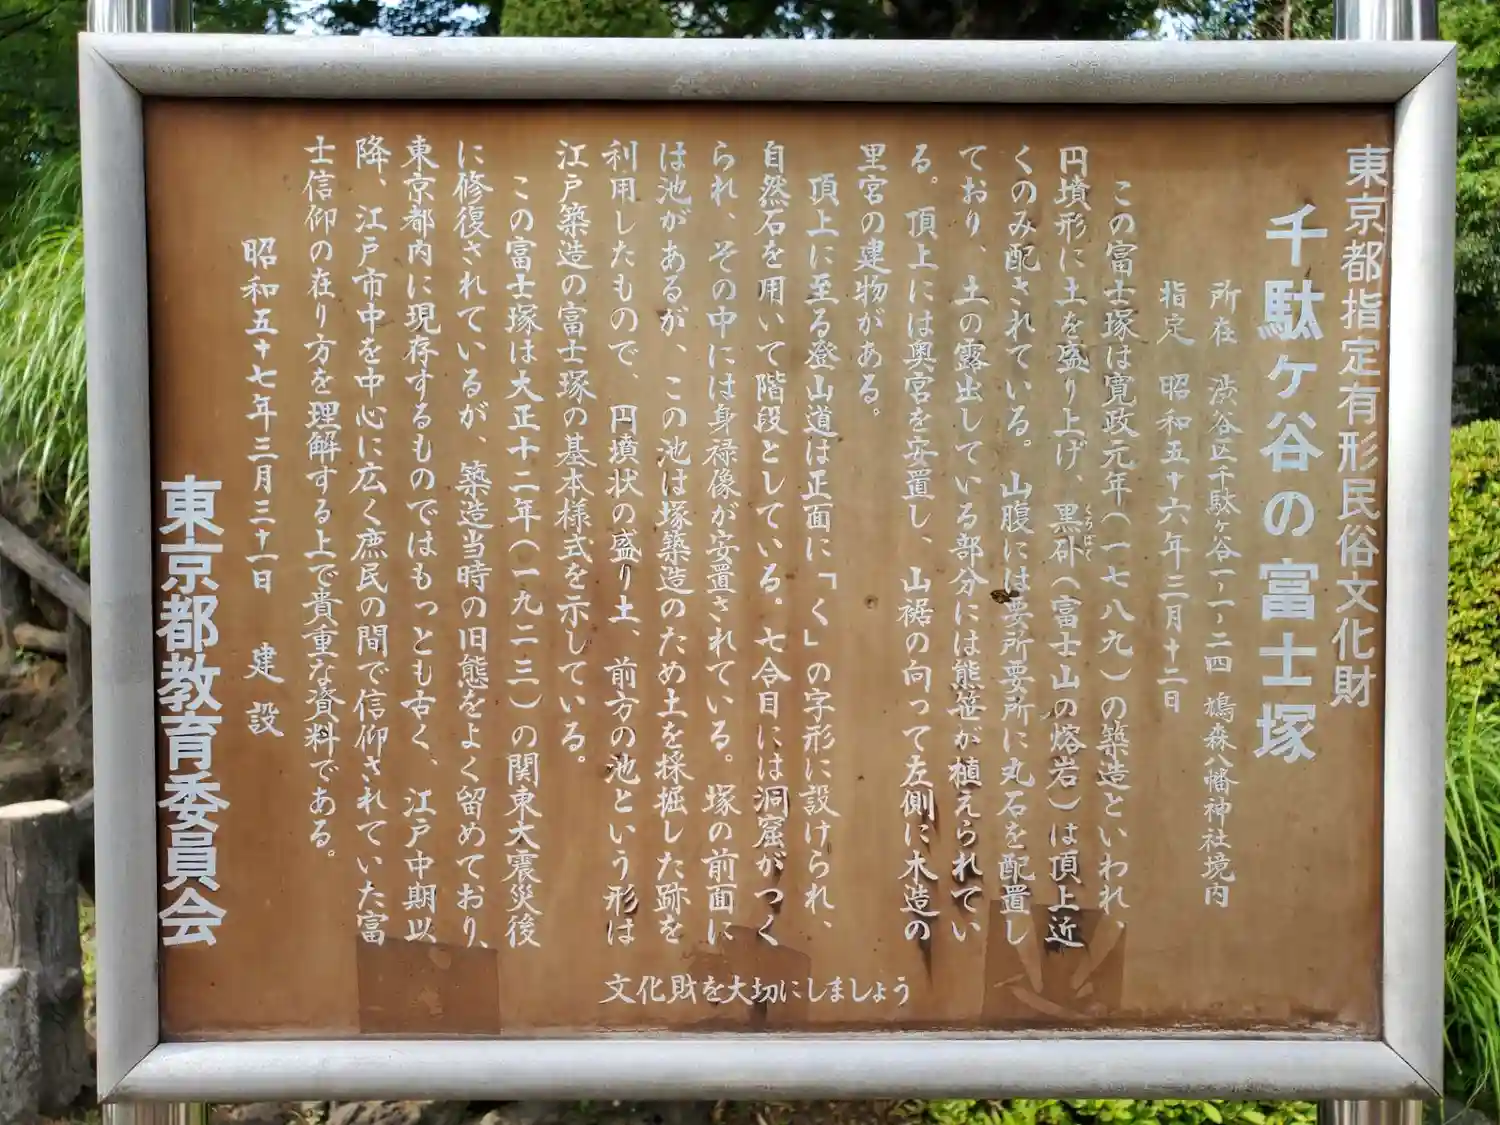 東京都指定有形民俗文化財
千駄ヶ谷の富士塚
所在　渋谷区千駄ヶ谷一ー一ー二四　鳩森八幡神社境内
指定　昭和五十六年三月十二日
この富士塚は寛政元年（一七八九）の築造といわれ、
円墳形に土を盛り上げ、黒砕（富士山の熔岩）は頂上近
くのみ配されている。山腹には要所要所に丸石を配置し
ており、土の露出している部分には熊笹が植えられてい
る。頂上には奥宮を安置し、山裾の向って左側に木造の
里宮の建物がある。
頂上に至る登山道は正面に「く」の字形に設けられ、
自然石を用いて階段としている。七合目には洞窟がつく
られ、その中には身禄像が安置されている。塚の前面に
は池があるが、この池は塚築造のため土を採掘した跡を
利用したもので、円墳状の盛り土、前方の池という形は
江戸築造の富士塚の基本様式を示している。
この富士塚は大正十二年（一九二三）の関東大震災後
に修復されているが、築造当時の旧態をよく留めており、
東京都内に現存するものではもっとも古く、江戸中期以
降、江戸市中を中心に広く庶民の間で信仰されていた富
士信仰の在り方を理解する上で貴重な資料である。
昭和五十七年三月三十一日　建設
東京都教育委員会
文化財を大切にしましょう